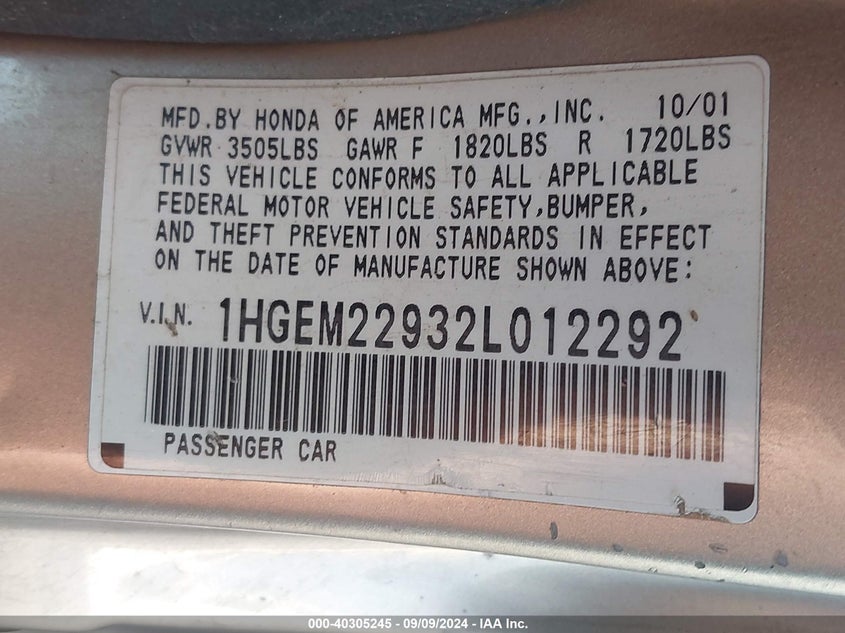 MFD.BY HONDA OF AMERICA MFG.,INC. 10/01
GVWR 3505LBS GAWR F 1820LBS R 1720LBS
THIS VEHICLE CONFORMS TO ALL APPLICABLE
FEDERAL MOTOR VEHICLE SAFETY,BUMPER,
AND THEFT PREVENTION STANDARDS IN EFFECT
ON THE DATE OF MANUFACTURE SHOWN ABOVE:
V.I.N. 1HGEM22932L012292
PASSENGER CAR
000-40305245 - 09/09/2024 - IAA Inc.